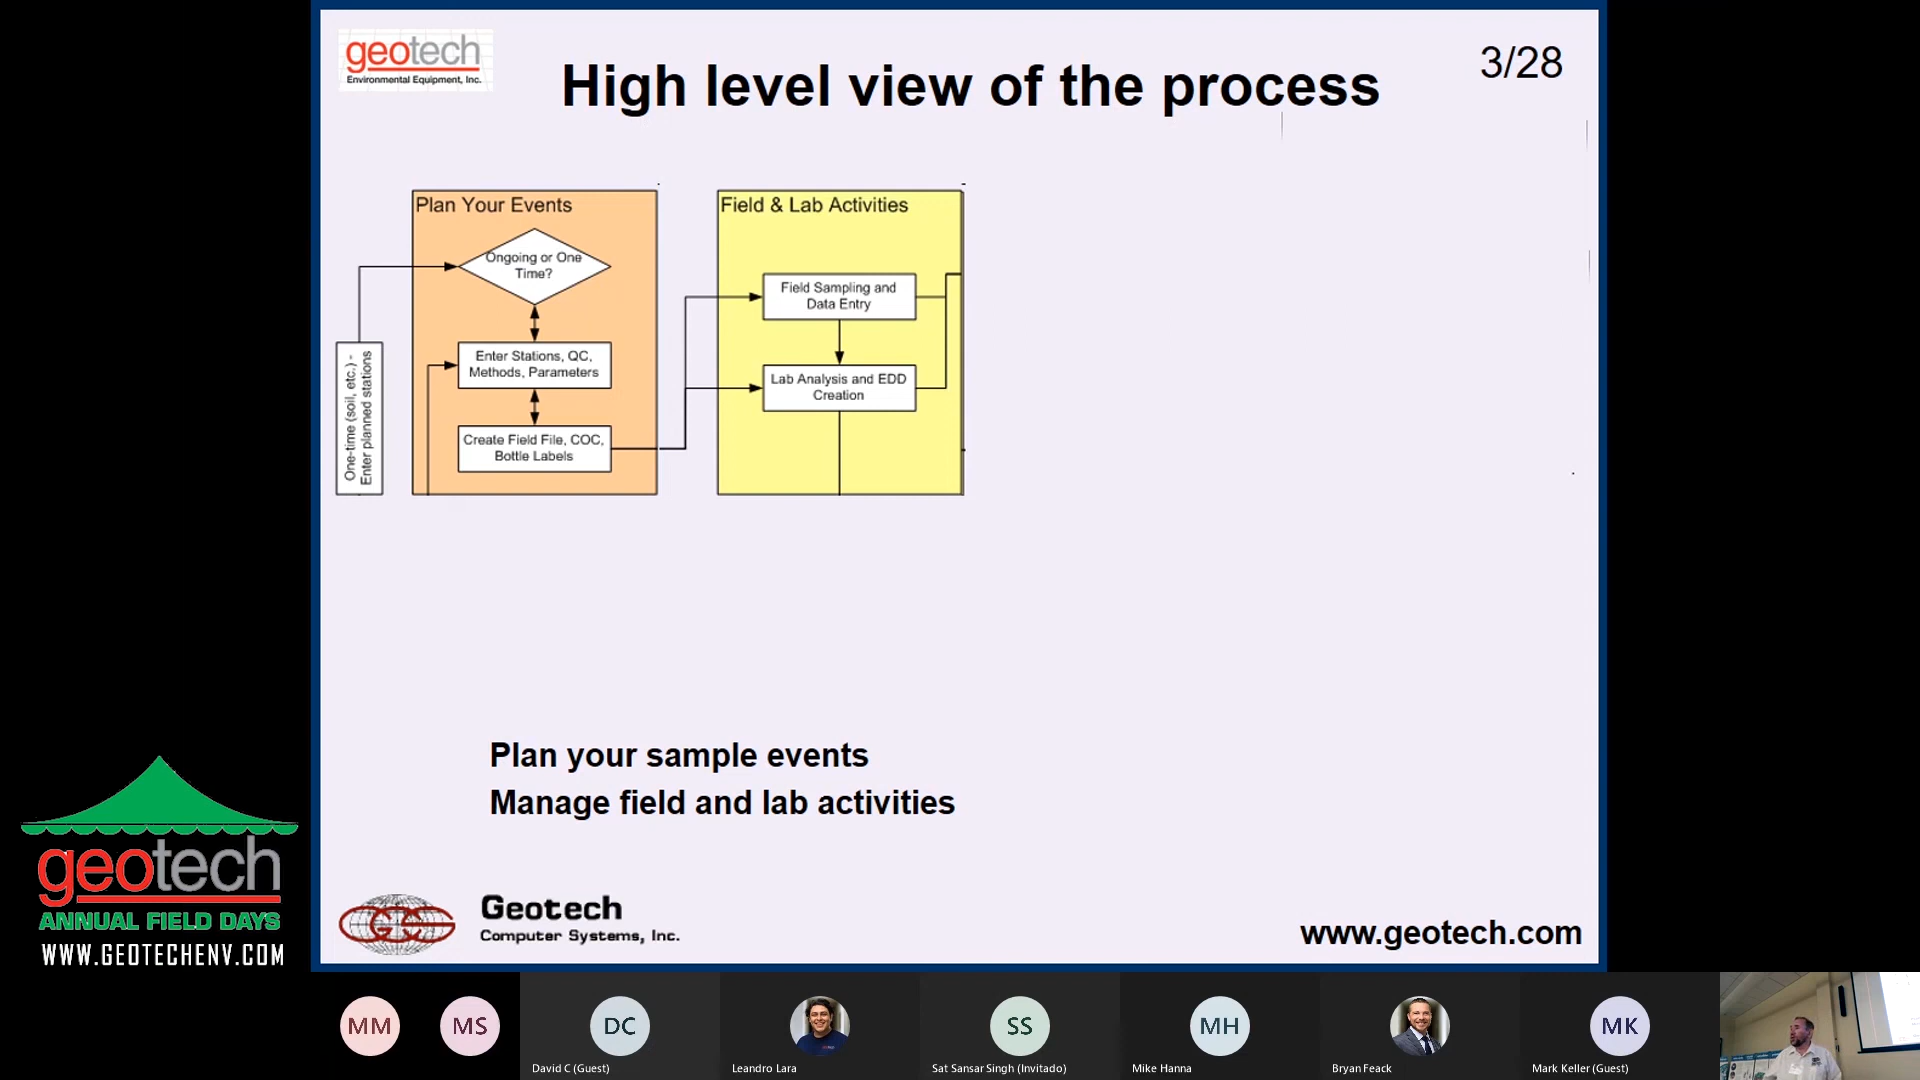 geotech
Environmental Equipment, Inc.
High level view of the process
3/28
Plan Your Events
Ongoing or One
Time?
Enter Stations, QC,
Methods, Parameters
Create Field File, COC,
Bottle Labels
One-time (soil, etc.) -
Enter planned stations
Field & Lab Activities
Field Sampling and
Data Entry
Lab Analysis and EDD
Creation
Plan your sample events
Manage field and lab activities
GCS
Geotech
Computer Systems, Inc.
www.geotech.com
geotech
ANNUAL FIELD DAYS
WWW.GEOTECHENV.COM
MM
MS
DC
David C (Guest)
Leandro Lara
SS
Sat Sansar Singh (Invitado)
MH
Mike Hanna
Bryan Feack
MK
Mark Keller (Guest)